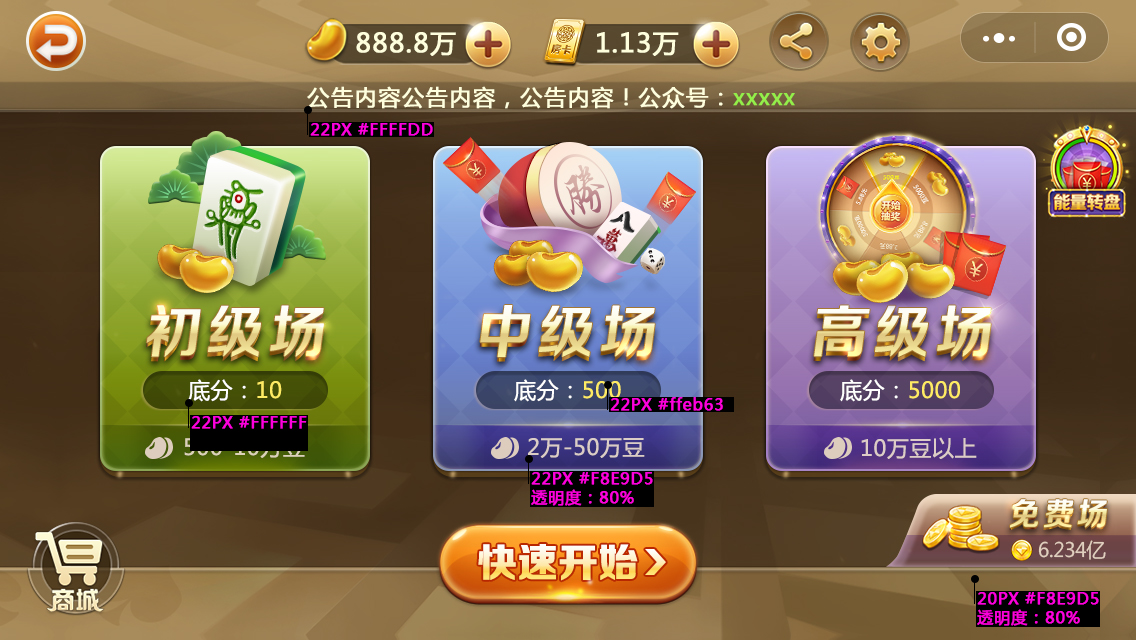 888.8万
房卡
1.13万
公告内容公告内容，公告内容！公众号：xxxxx
22PX #FFFFDD
萬
勝
八
萬
开始
抽奖
能量转盘
初级场
中级场
高级场
底分：10
底分：500
底分：5000
22PX #ffeb63
22PX #FFFFFF
2万-50万豆
10万豆以上
22PX #F8E9D5
透明度：80%
免费场
6.234亿
快速开始
商城
20PX #F8E9D5
透明度：80%